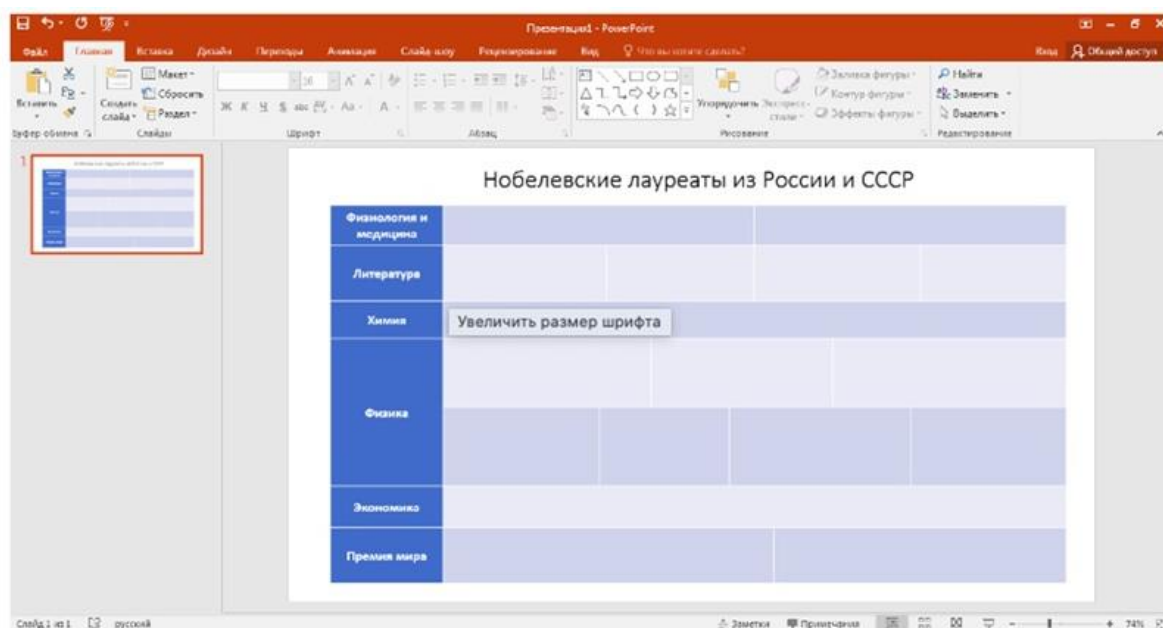 Презентация1 - PowerPoint
Файл Главная Вставка Дизайн Переходы Анимация Слайд-шоу Рецензирование Вид Что вы хотите сделать? Вход Общий доступ
Вставить
Создать слайд
Макет
Сбросить
Раздел
Ж К Ч S abc Aa A
Упорядочить
Экспресс-стили
Заливка фигуры
Контур фигуры
Эффекты фигуры
Найти
Заменить
Выделить
Буфер обмена Слайды Шрифт Абзац Рисование Редактирование
1
Нобелевские лауреаты из России и СССР
Физиология и
медицина
Литература
Химия
Увеличить размер шрифта
Физика
Экономика
Премия мира
Слайд 1 из 1 русский Заметки Примечания 74%